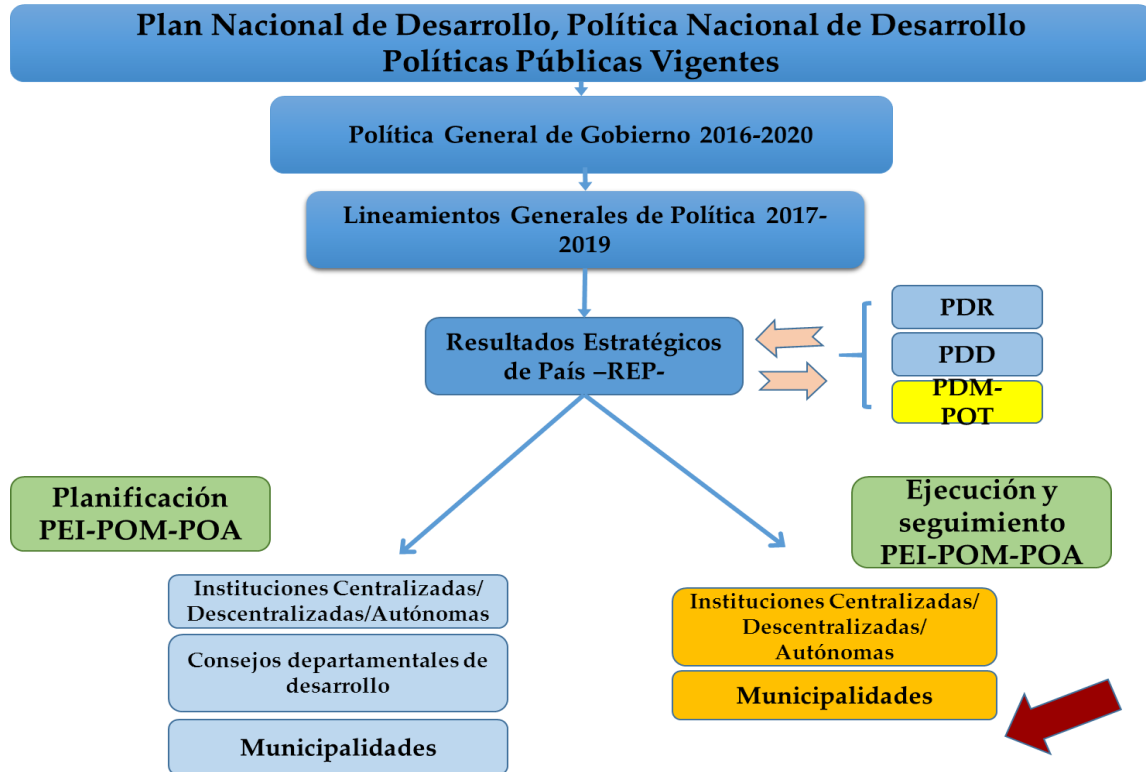 Plan Nacional de Desarrollo, Política Nacional de Desarrollo
Políticas Públicas Vigentes
Política General de Gobierno 2016-2020
Lineamientos Generales de Política 2017-
2019
Resultados Estratégicos
de País –REP-
PDR
PDD
PDM-
POT
Planificación
PEI-POM-POA
Ejecución y
seguimiento
PEI-POM-POA
Instituciones Centralizadas/
Descentralizadas/Autónomas
Consejos departamentales de
desarrollo
Municipalidades
Instituciones Centralizadas/
Descentralizadas/
Autónomas
Municipalidades